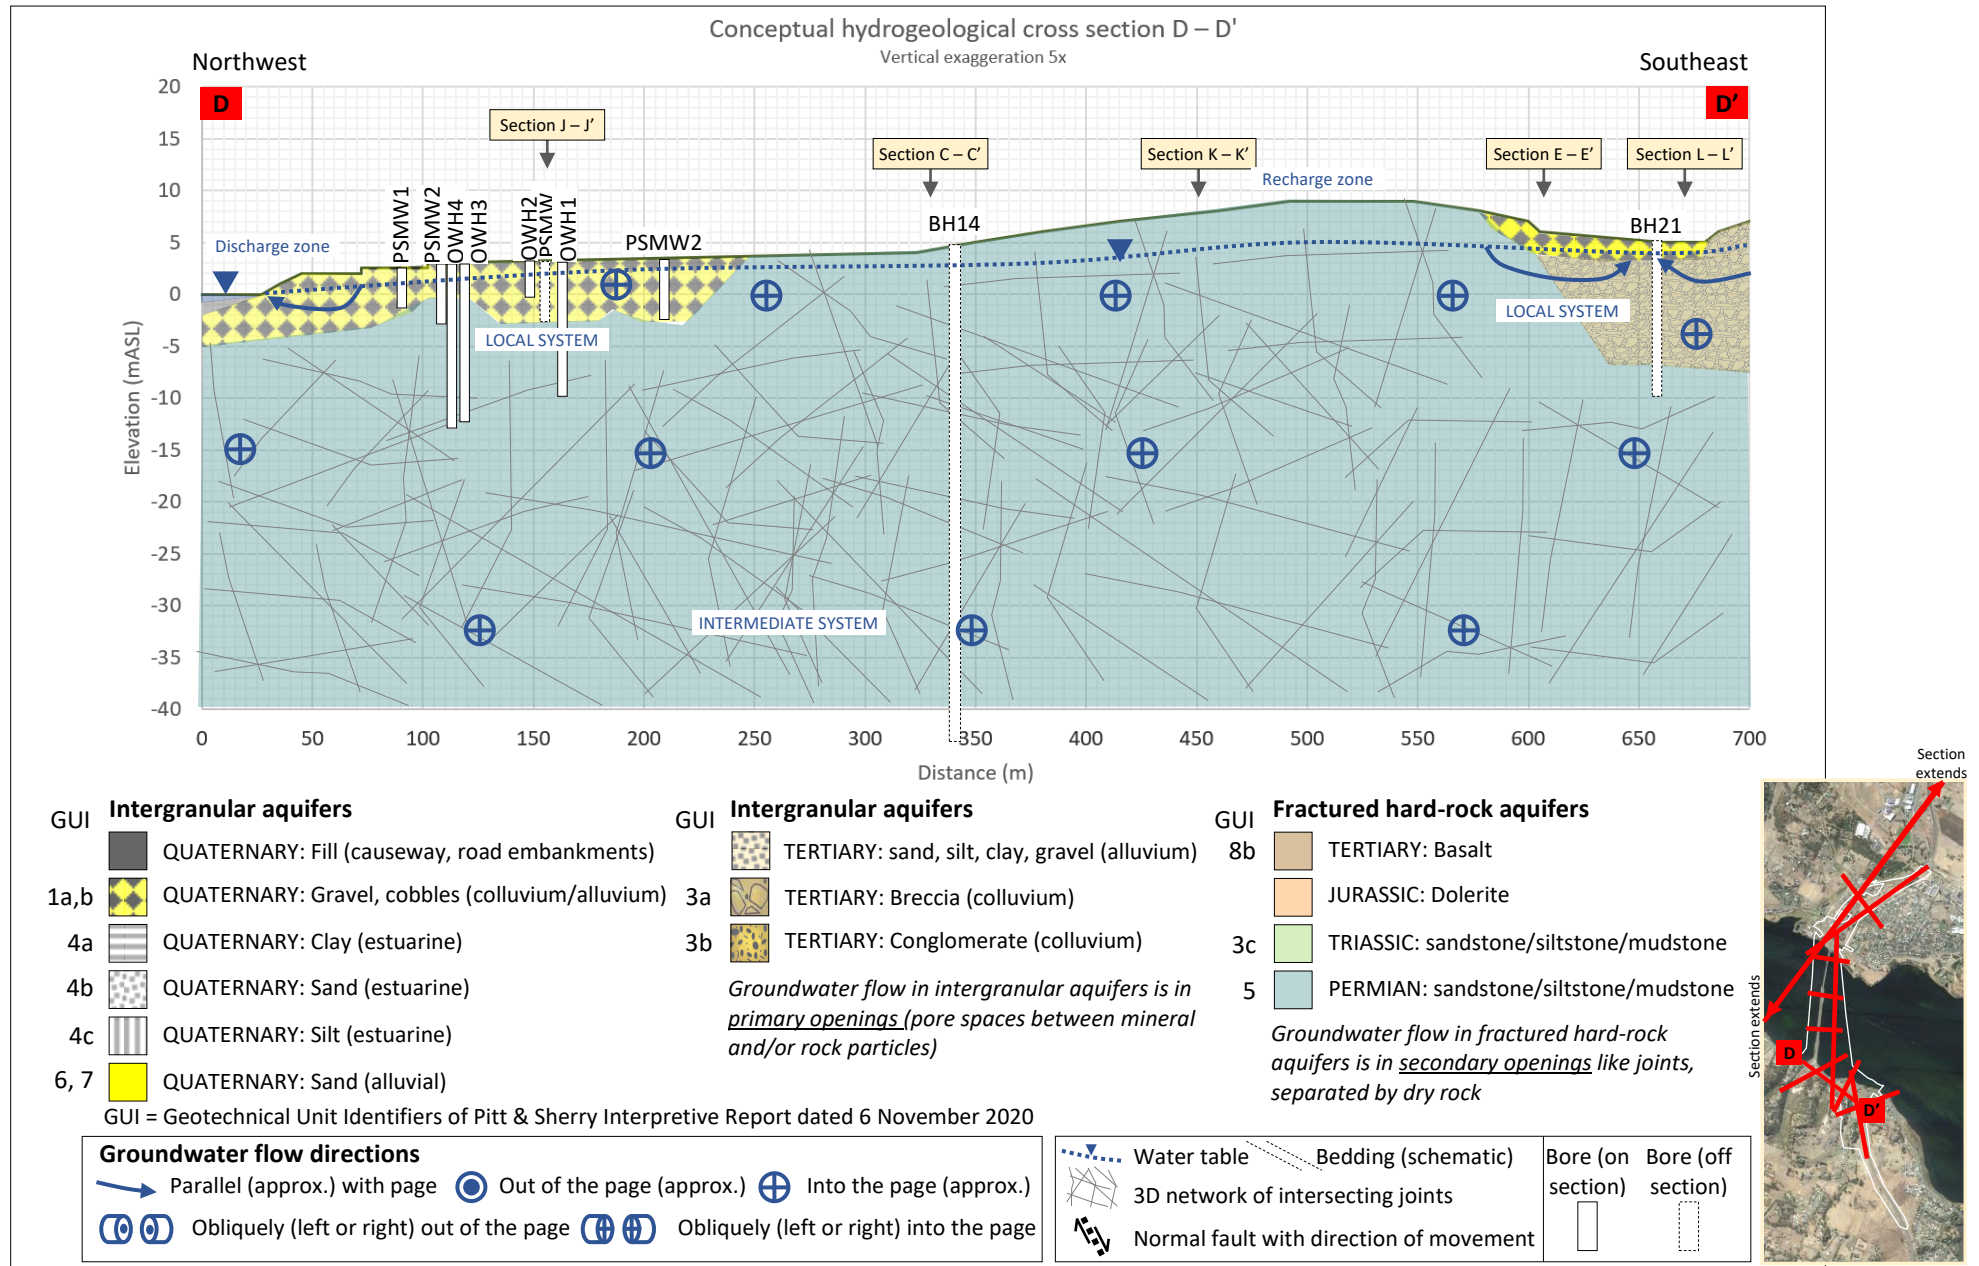 Conceptual hydrogeological cross section D – D'
Vertical exaggeration 5x
Northwest
Southeast
D
D’
Section J – J’
Section C – C’
Section K – K’
Section E – E’
Section L – L’
Recharge zone
Discharge zone
PSMW1
PSMW2
OWH4
OWH3
OWH2
PSMW
OWH1
PSMW2
BH14
BH21
LOCAL SYSTEM
LOCAL SYSTEM
INTERMEDIATE SYSTEM
Elevation (mASL)
20
15
10
5
0
-5
-10
-15
-20
-25
-30
-35
-40
0 50 100 150 200 250 300 350 400 450 500 550 600 650 700
Distance (m)
GUI Intergranular aquifers
QUATERNARY: Fill (causeway, road embankments)
1a,b QUATERNARY: Gravel, cobbles (colluvium/alluvium)
4a QUATERNARY: Clay (estuarine)
4b QUATERNARY: Sand (estuarine)
4c QUATERNARY: Silt (estuarine)
6, 7 QUATERNARY: Sand (alluvial)
GUI Intergranular aquifers
TERTIARY: sand, silt, clay, gravel (alluvium)
3a TERTIARY: Breccia (colluvium)
3b TERTIARY: Conglomerate (colluvium)
Groundwater flow in intergranular aquifers is in
primary openings (pore spaces between mineral
and/or rock particles)
GUI Fractured hard-rock aquifers
8b TERTIARY: Basalt
JURASSIC: Dolerite
3c TRIASSIC: sandstone/siltstone/mudstone
5 PERMIAN: sandstone/siltstone/mudstone
Groundwater flow in fractured hard-rock
aquifers is in secondary openings like joints,
separated by dry rock
GUI = Geotechnical Unit Identifiers of Pitt & Sherry Interpretive Report dated 6 November 2020
Groundwater flow directions
Parallel (approx.) with page
Out of the page (approx.)
Into the page (approx.)
Obliquely (left or right) out of the page
Obliquely (left or right) into the page
Water table
Bedding (schematic)
3D network of intersecting joints
Normal fault with direction of movement
Bore (on
section)
Bore (off
section)
Section
extends
Section extends
D
D’